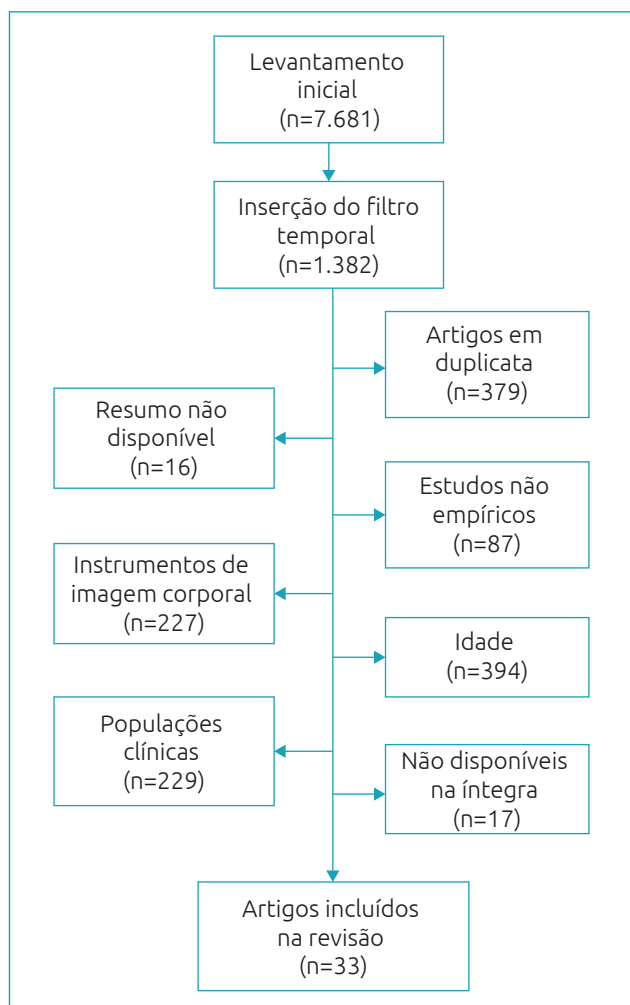 Levantamento
inicial
(n=7.681)
Inserção do filtro
temporal
(n=1.382)
Artigos em
duplicata
(n=379)
Resumo não
disponível
(n=16)
Estudos não
empíricos
(n=87)
Instrumentos de
imagem corporal
(n=227)
Idade
(n=394)
Populações
clínicas
(n=229)
Não disponíveis
na íntegra
(n=17)
Artigos incluídos
na revisão
(n=33)